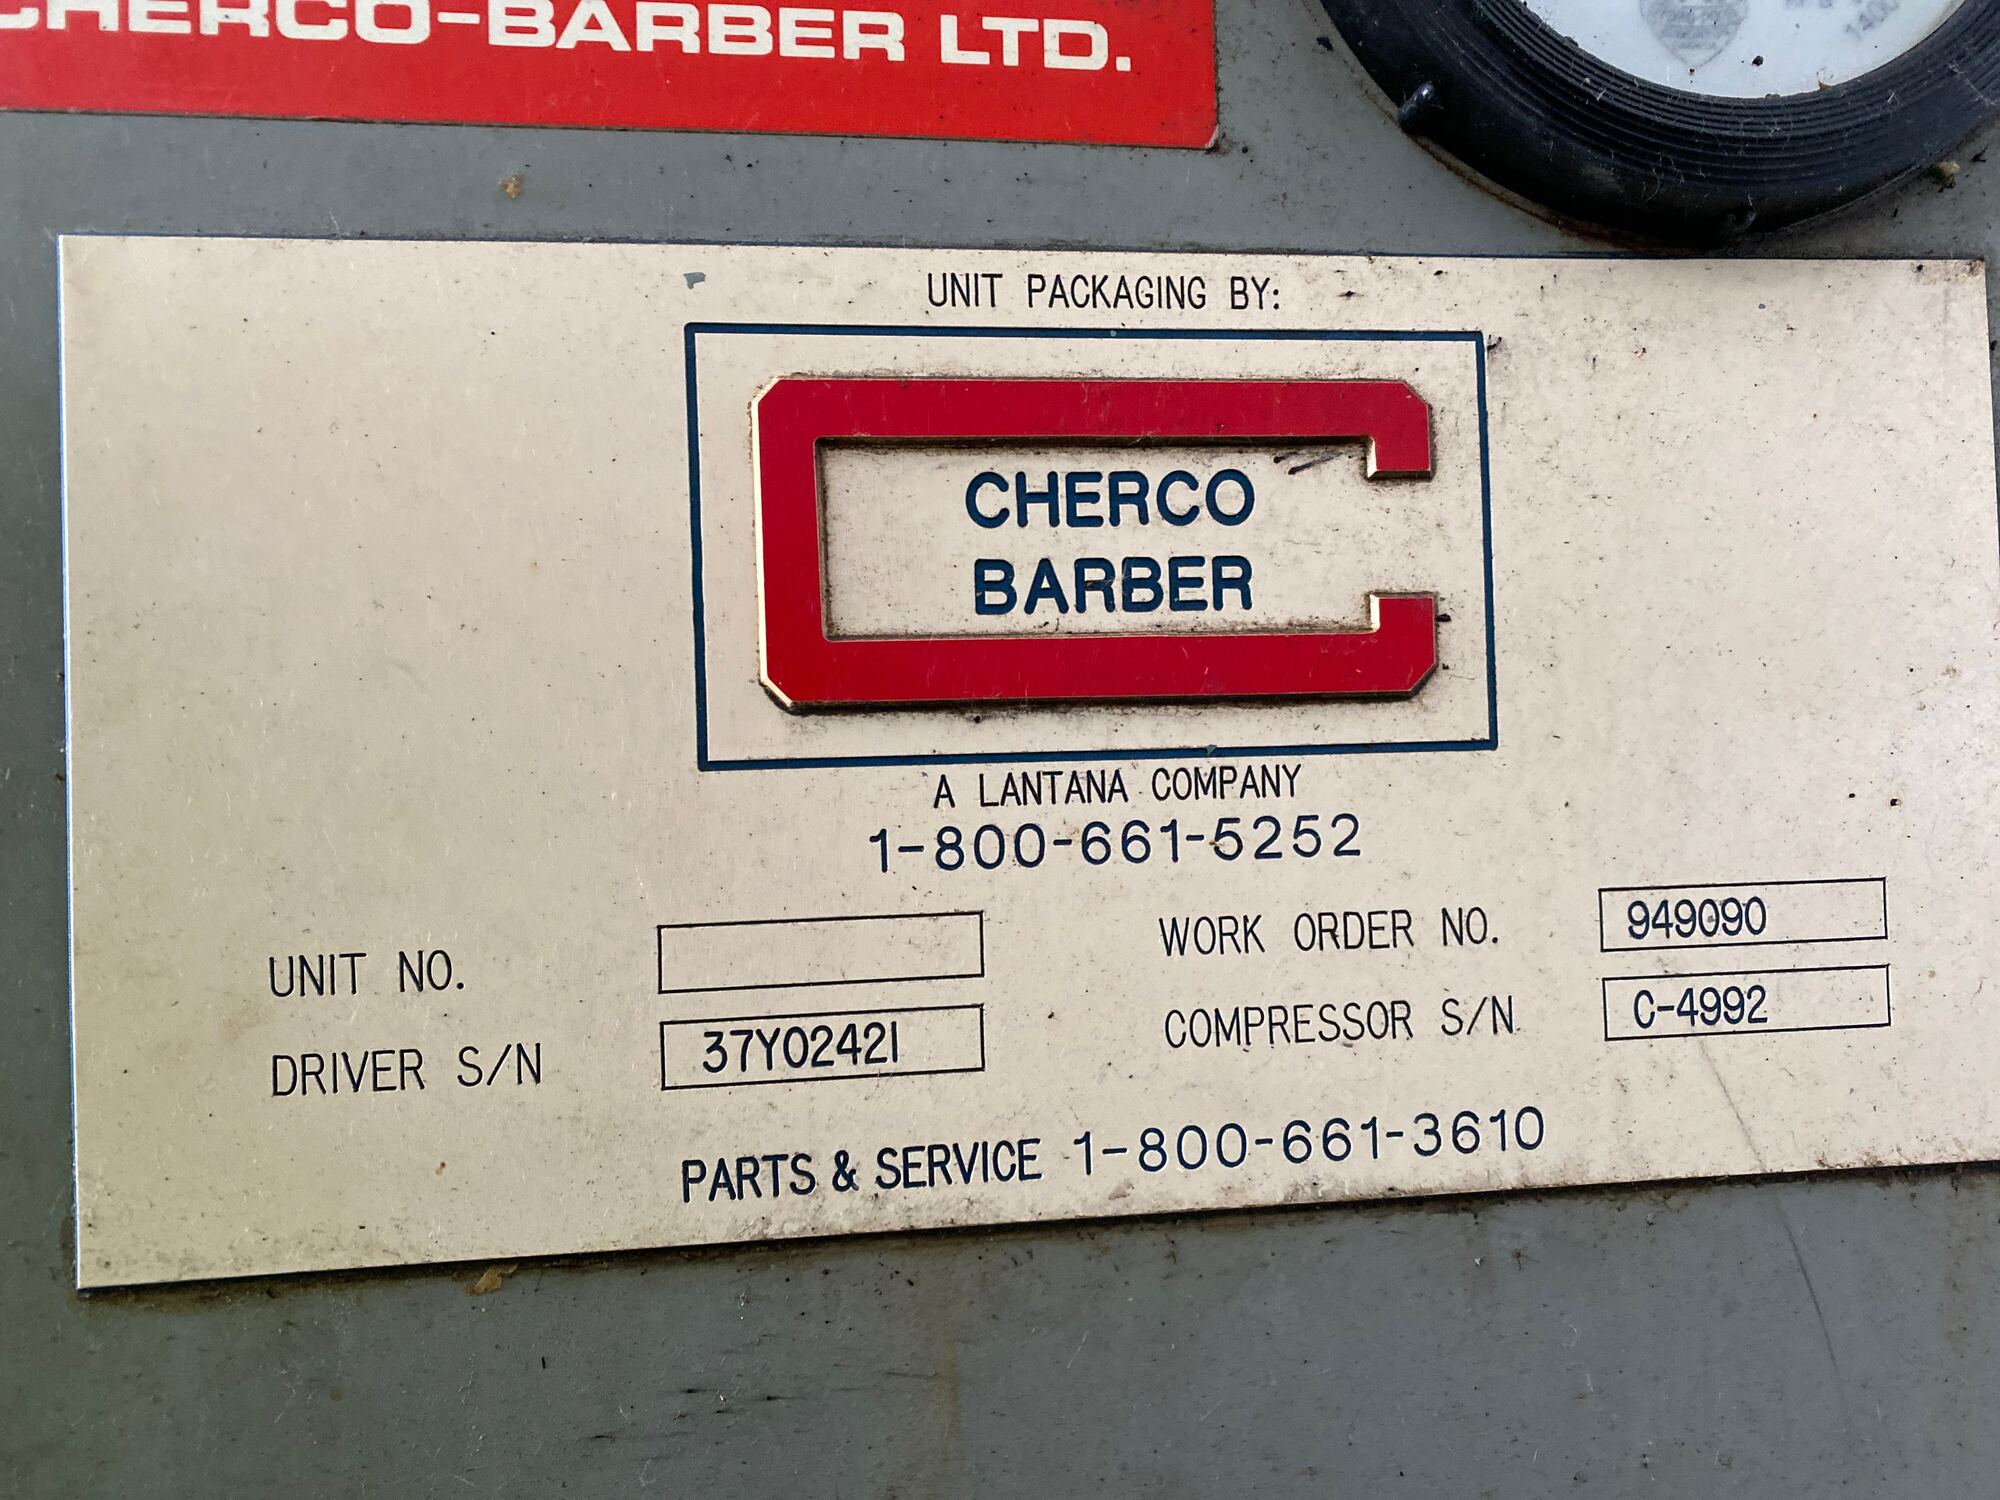 CHERCO-BARBER LTD.
1400
UNIT PACKAGING BY:
CHERCO
BARBER
A LANTANA COMPANY
1-800-661-5252
UNIT NO.
WORK ORDER NO. 949090
DRIVER S/N 37Y02421
COMPRESSOR S/N C-4992
PARTS & SERVICE 1-800-661-3610